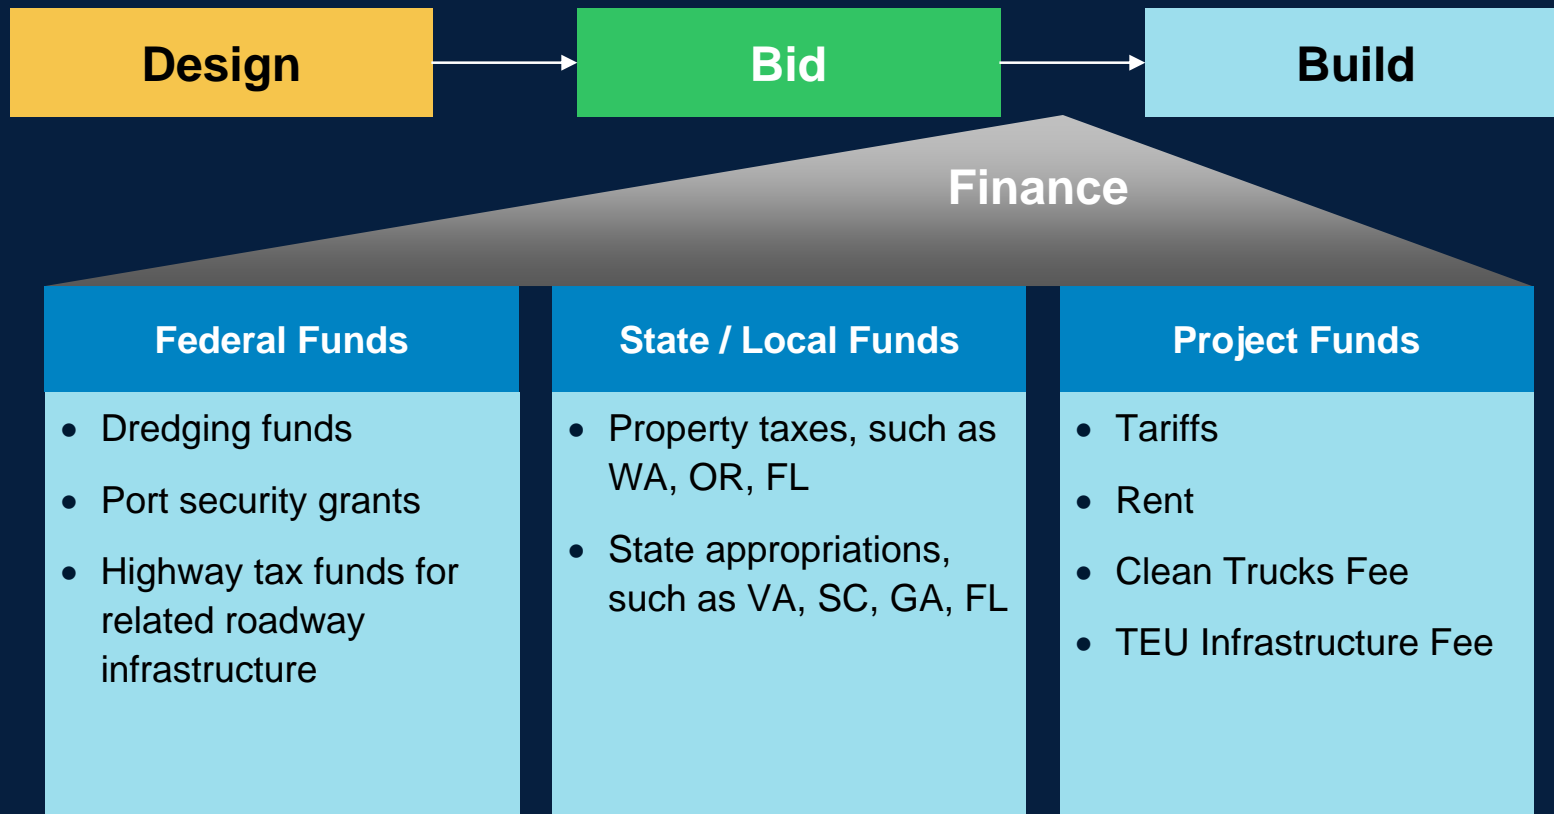 Design
Bid
Build
Finance
Federal Funds
• Dredging funds
• Port security grants
• Highway tax funds for
related roadway
infrastructure
State / Local Funds
• Property taxes, such as
WA, OR, FL
• State appropriations,
such as VA, SC, GA, FL
Project Funds
• Tariffs
• Rent
• Clean Trucks Fee
• TEU Infrastructure Fee